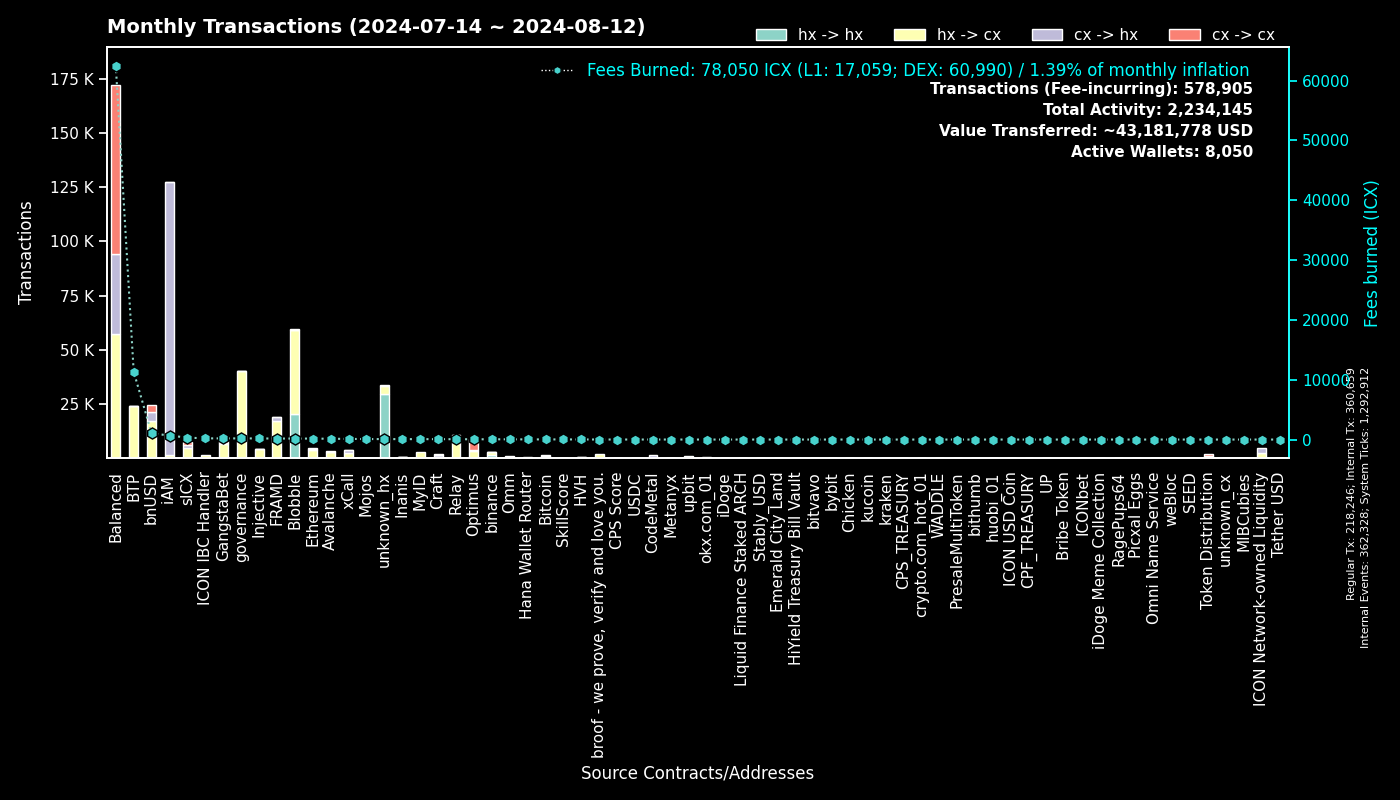 Monthly Transactions (2024-07-14 ~ 2024-08-12)
hx -> hx
hx -> cx
cx -> hx
cx -> cx
Fees Burned: 78,050 ICX (L1: 17,059; DEX: 60,990) / 1.39% of monthly inflation
Transactions (Fee-incurring): 578,905
Total Activity: 2,234,145
Value Transferred: ~43,181,778 USD
Active Wallets: 8,050
Transactions
175 K
150 K
125 K
100 K
75 K
50 K
25 K
60000
50000
40000
30000
20000
10000
0
Fees burned (ICX)
Regular Tx: 218,246; Internal Tx: 360,659
Internal Events: 362,328; System Ticks: 1,292,912
Balanced
BTP
bnUSD
iAM
sICX
ICON IBC Handler
GangstaBet
governance
Injective
FRAMD
Blobble
Ethereum
Avalanche
xCall
Mojos
unknown_hx
Inanis
MyID
Craft
Relay
Optimus
binance
Omm
Hana Wallet Router
Bitcoin
SkillScore
HVH
broof - we prove, verify and love you.
CPS Score
USDC
CodeMetal
Metanyx
upbit
okx.com_01
iDoge
Liquid Finance Staked ARCH
Stably_USD
Emerald City Land
HiYield Treasury Bill Vault
bitvavo
bybit
Chicken
kucoin
kraken
CPS_TREASURY
crypto.com_hot_01
WADDLE
PresaleMultiToken
bithumb
huobi_01
ICON USD Coin
CPF_TREASURY
UP
Bribe Token
ICONbet
iDoge Meme Collection
RagePups64
Picxal Eggs
Omni Name Service
weBloc
SEED
Token Distribution
unknown_cx
MIBCubies
ICON Network-owned Liquidity
Tether USD
Source Contracts/Addresses